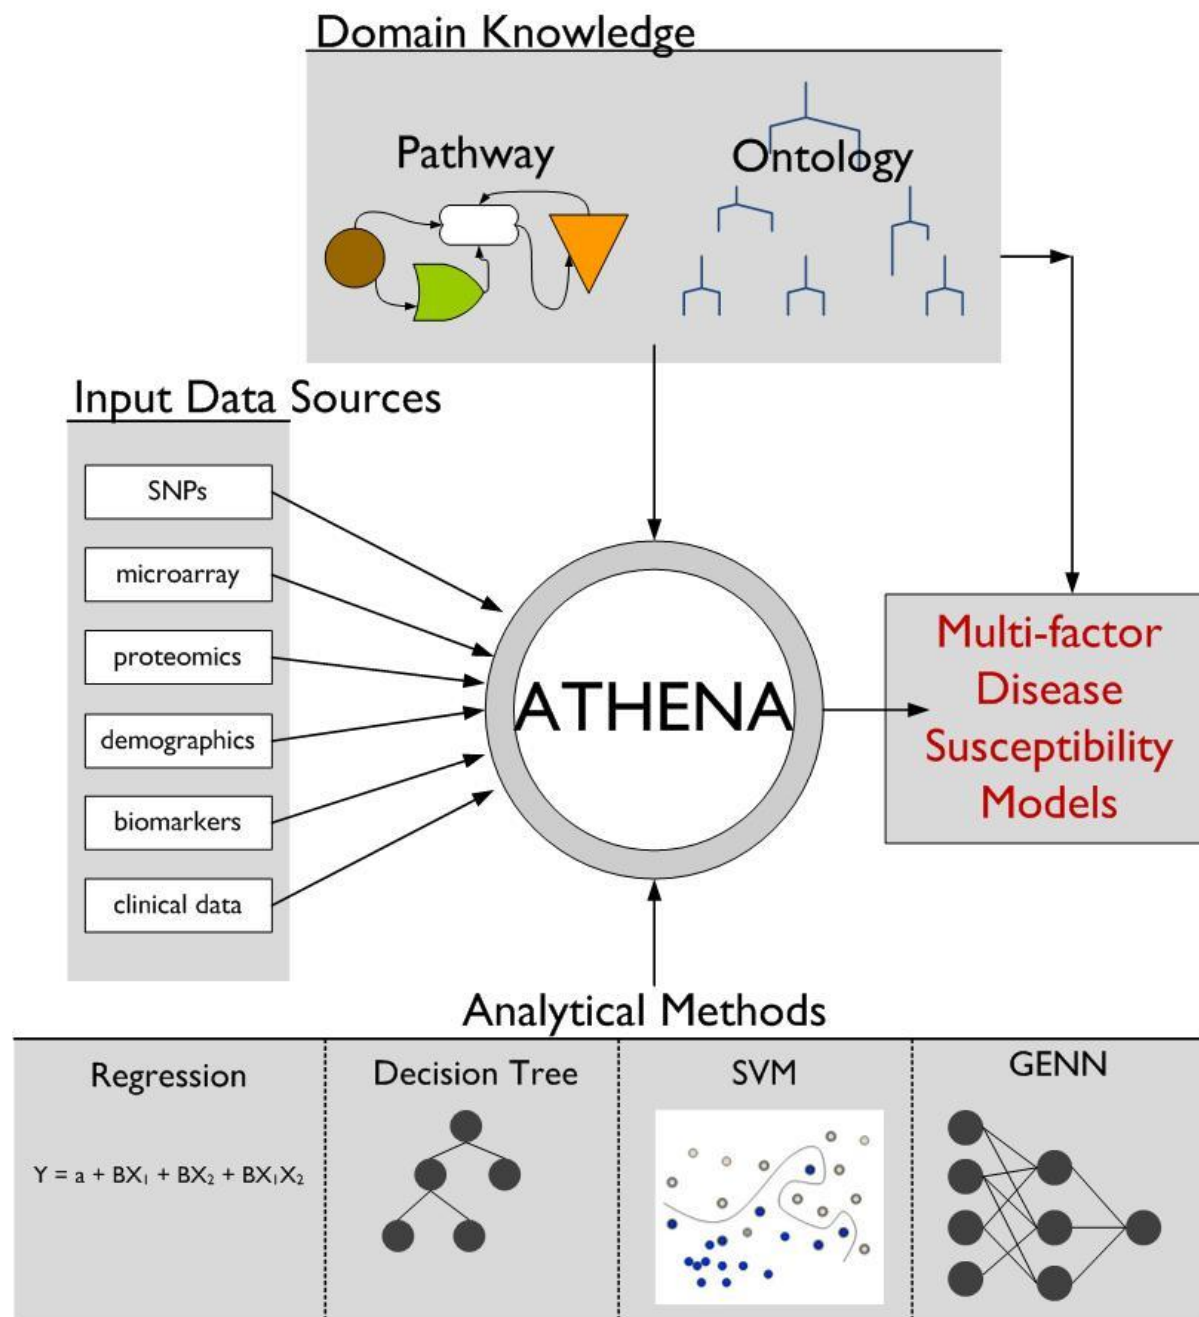 Domain Knowledge
Pathway
Ontology
Input Data Sources
SNPs
microarray
proteomics
demographics
biomarkers
clinical data
ATHENA
Multi-factor
Disease
Susceptibility
Models
Analytical Methods
Regression
Decision Tree
SVM
GENN
Y = a + BX₁ + BX₂ + BX₁X₂